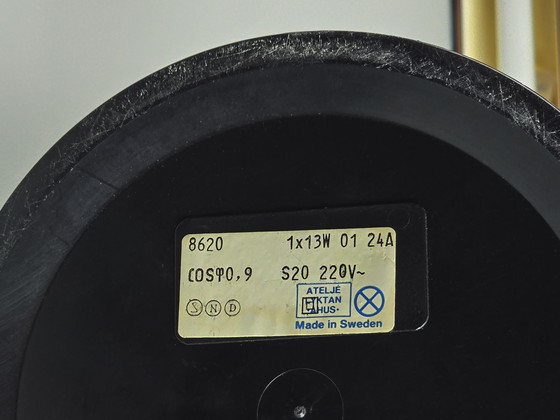 8620 1x13W 01 24A
COSφ0,9 S20 220V~
ATELJÉ
LYKTAN
ÅHUS·
S N D
Made in Sweden